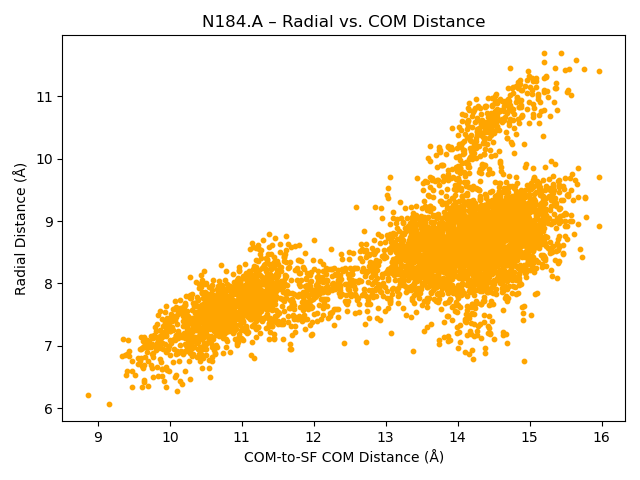 N184.A – Radial vs. COM Distance
Radial Distance (Å)
11
10
9
8
7
6
9 10 11 12 13 14 15 16
COM-to-SF COM Distance (Å)